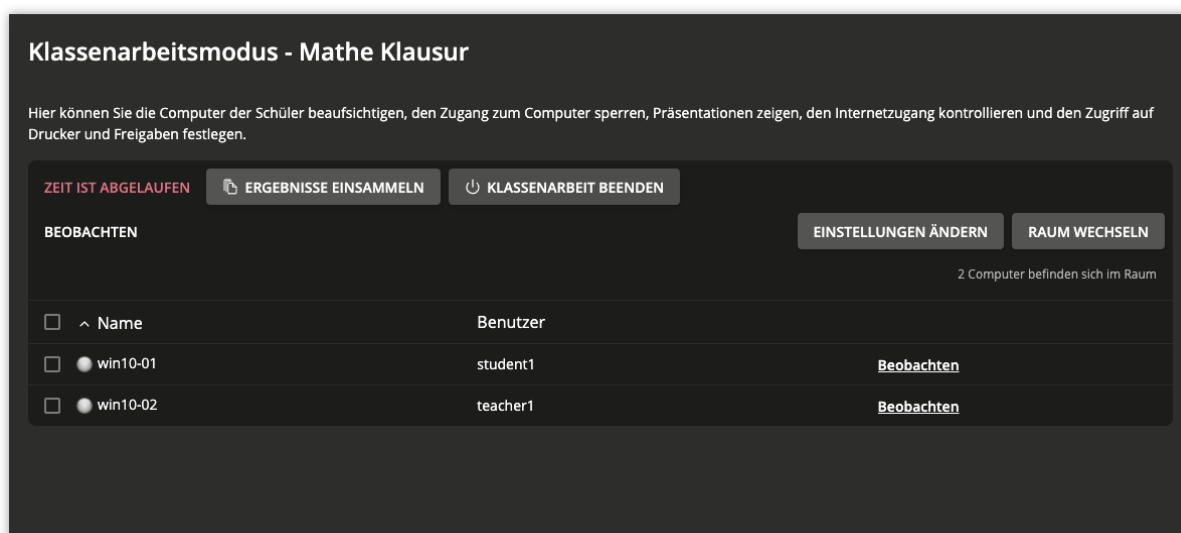 Klassenarbeitsmodus - Mathe Klausur
Hier können Sie die Computer der Schüler beaufsichtigen, den Zugang zum Computer sperren, Präsentationen zeigen, den Internetzugang kontrollieren und den Zugriff auf
Drucker und Freigaben festlegen.
ZEIT IST ABGELAUFEN ERGEBNISSE EINSAMMELN KLASSENARBEIT BEENDEN
BEOBACHTEN EINSTELLUNGEN ÄNDERN RAUM WECHSELN
2 Computer befinden sich im Raum
Name Benutzer
win10-01 student1 Beobachten
win10-02 teacher1 Beobachten